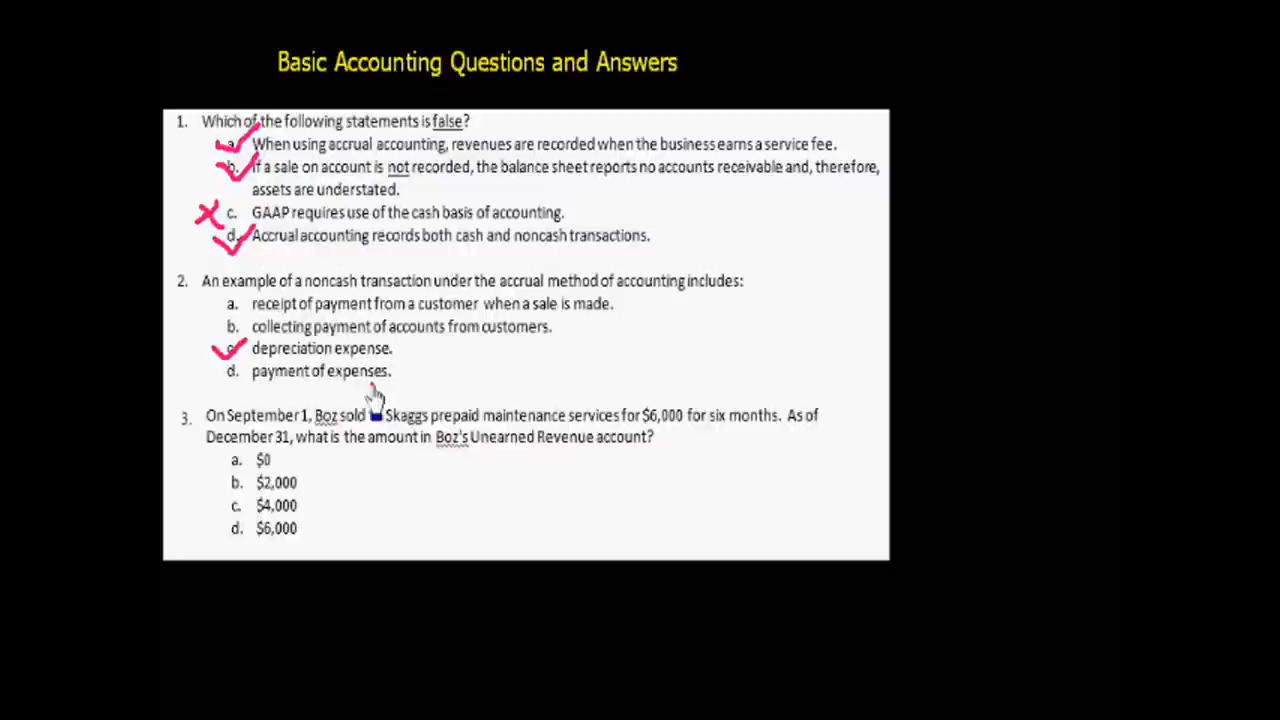 Basic Accounting Questions and Answers
1. Which of the following statements is false?
a. When using accrual accounting, revenues are recorded when the business earns a service fee.
b. If a sale on account is not recorded, the balance sheet reports no accounts receivable and, therefore,
assets are understated.
c. GAAP requires use of the cash basis of accounting.
d. Accrual accounting records both cash and noncash transactions.
2. An example of a noncash transaction under the accrual method of accounting includes:
a. receipt of payment from a customer when a sale is made.
b. collecting payment of accounts from customers.
c. depreciation expense.
d. payment of expenses.
3. On September 1, Boz sold Skaggs prepaid maintenance services for $6,000 for six months. As of
December 31, what is the amount in Boz's Unearned Revenue account?
a. $0
b. $2,000
c. $4,000
d. $6,000